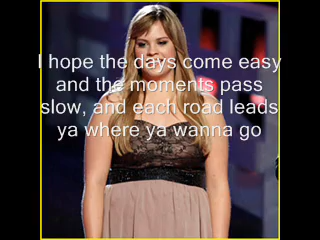 I hope the days come easy
and the moments pass
slow, and each road leads
ya where ya wanna go